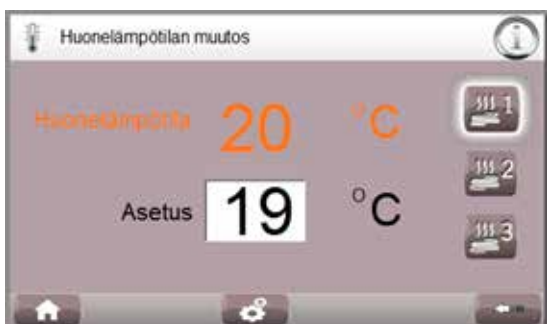 Huonelämpötilan muutos
Huonelämpötila 20 °C
1
Asetus 19 °C
2
3